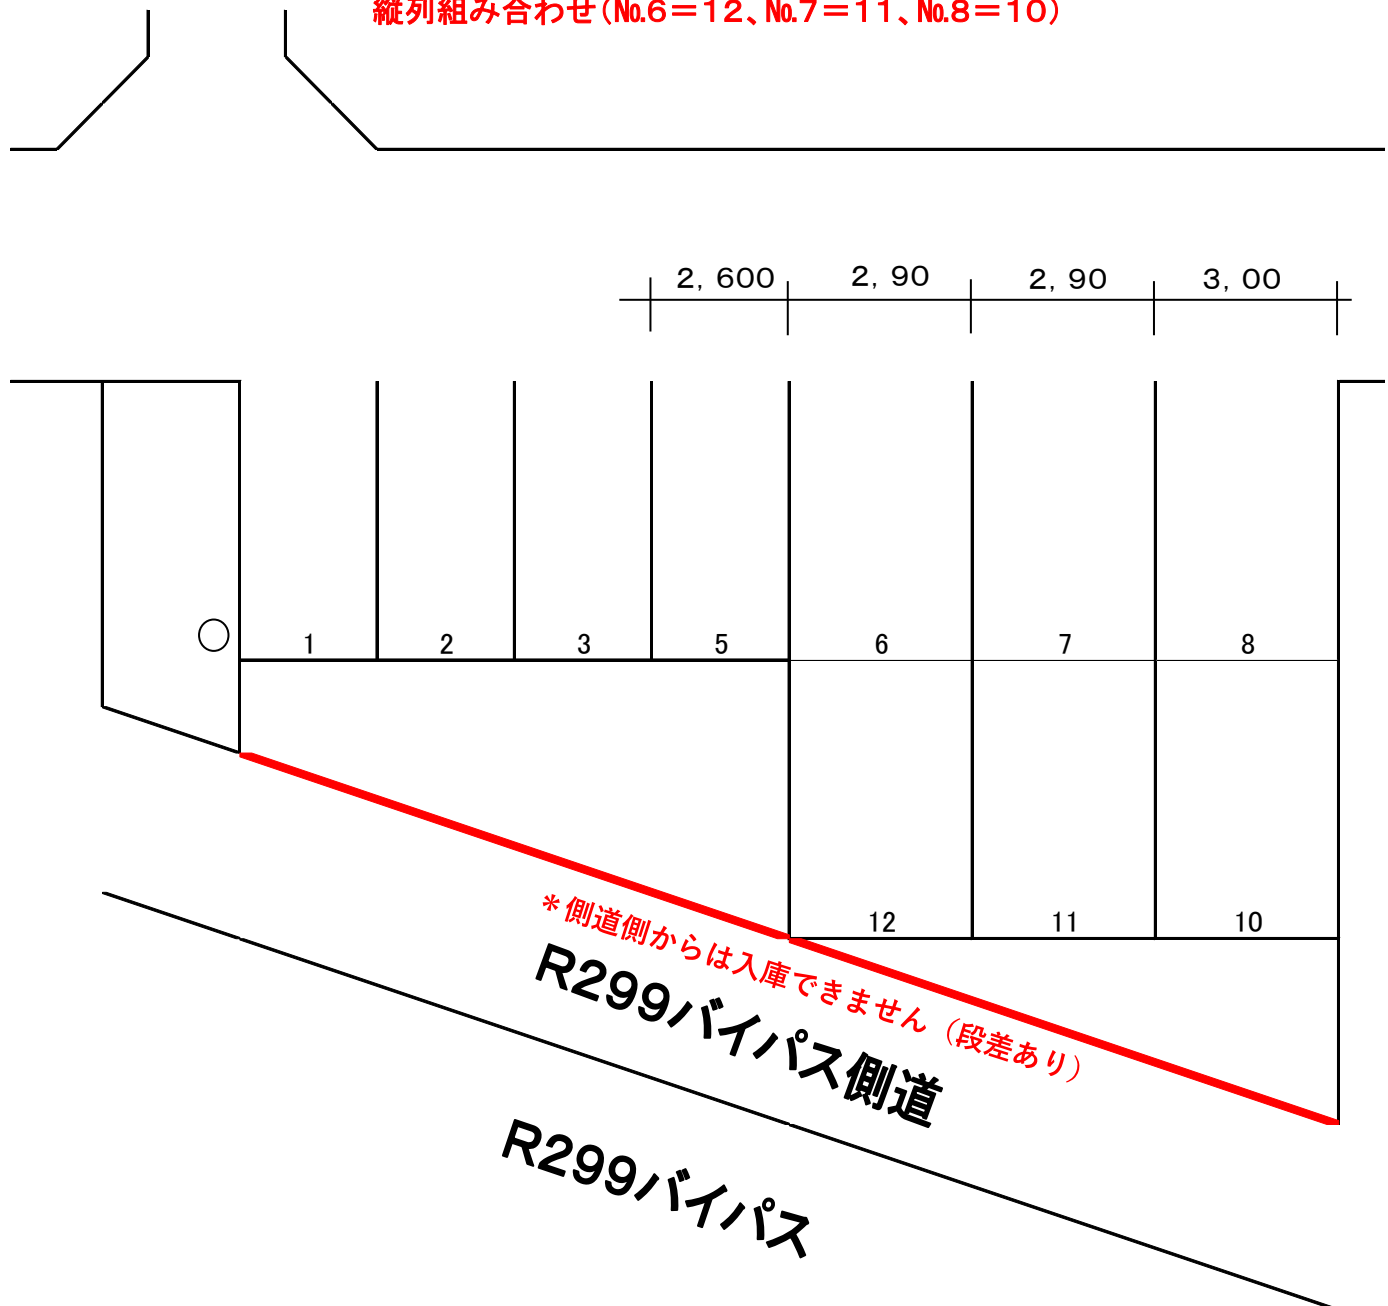 縦列組み合わせ（№6＝12、№7＝11、№8＝10）
2, 600 2, 90 2, 90 3, 00
1 2 3 5 6 7 8
12 11 10
＊側道側からは入庫できません（段差あり）
R299バイパス側道
R299バイパス